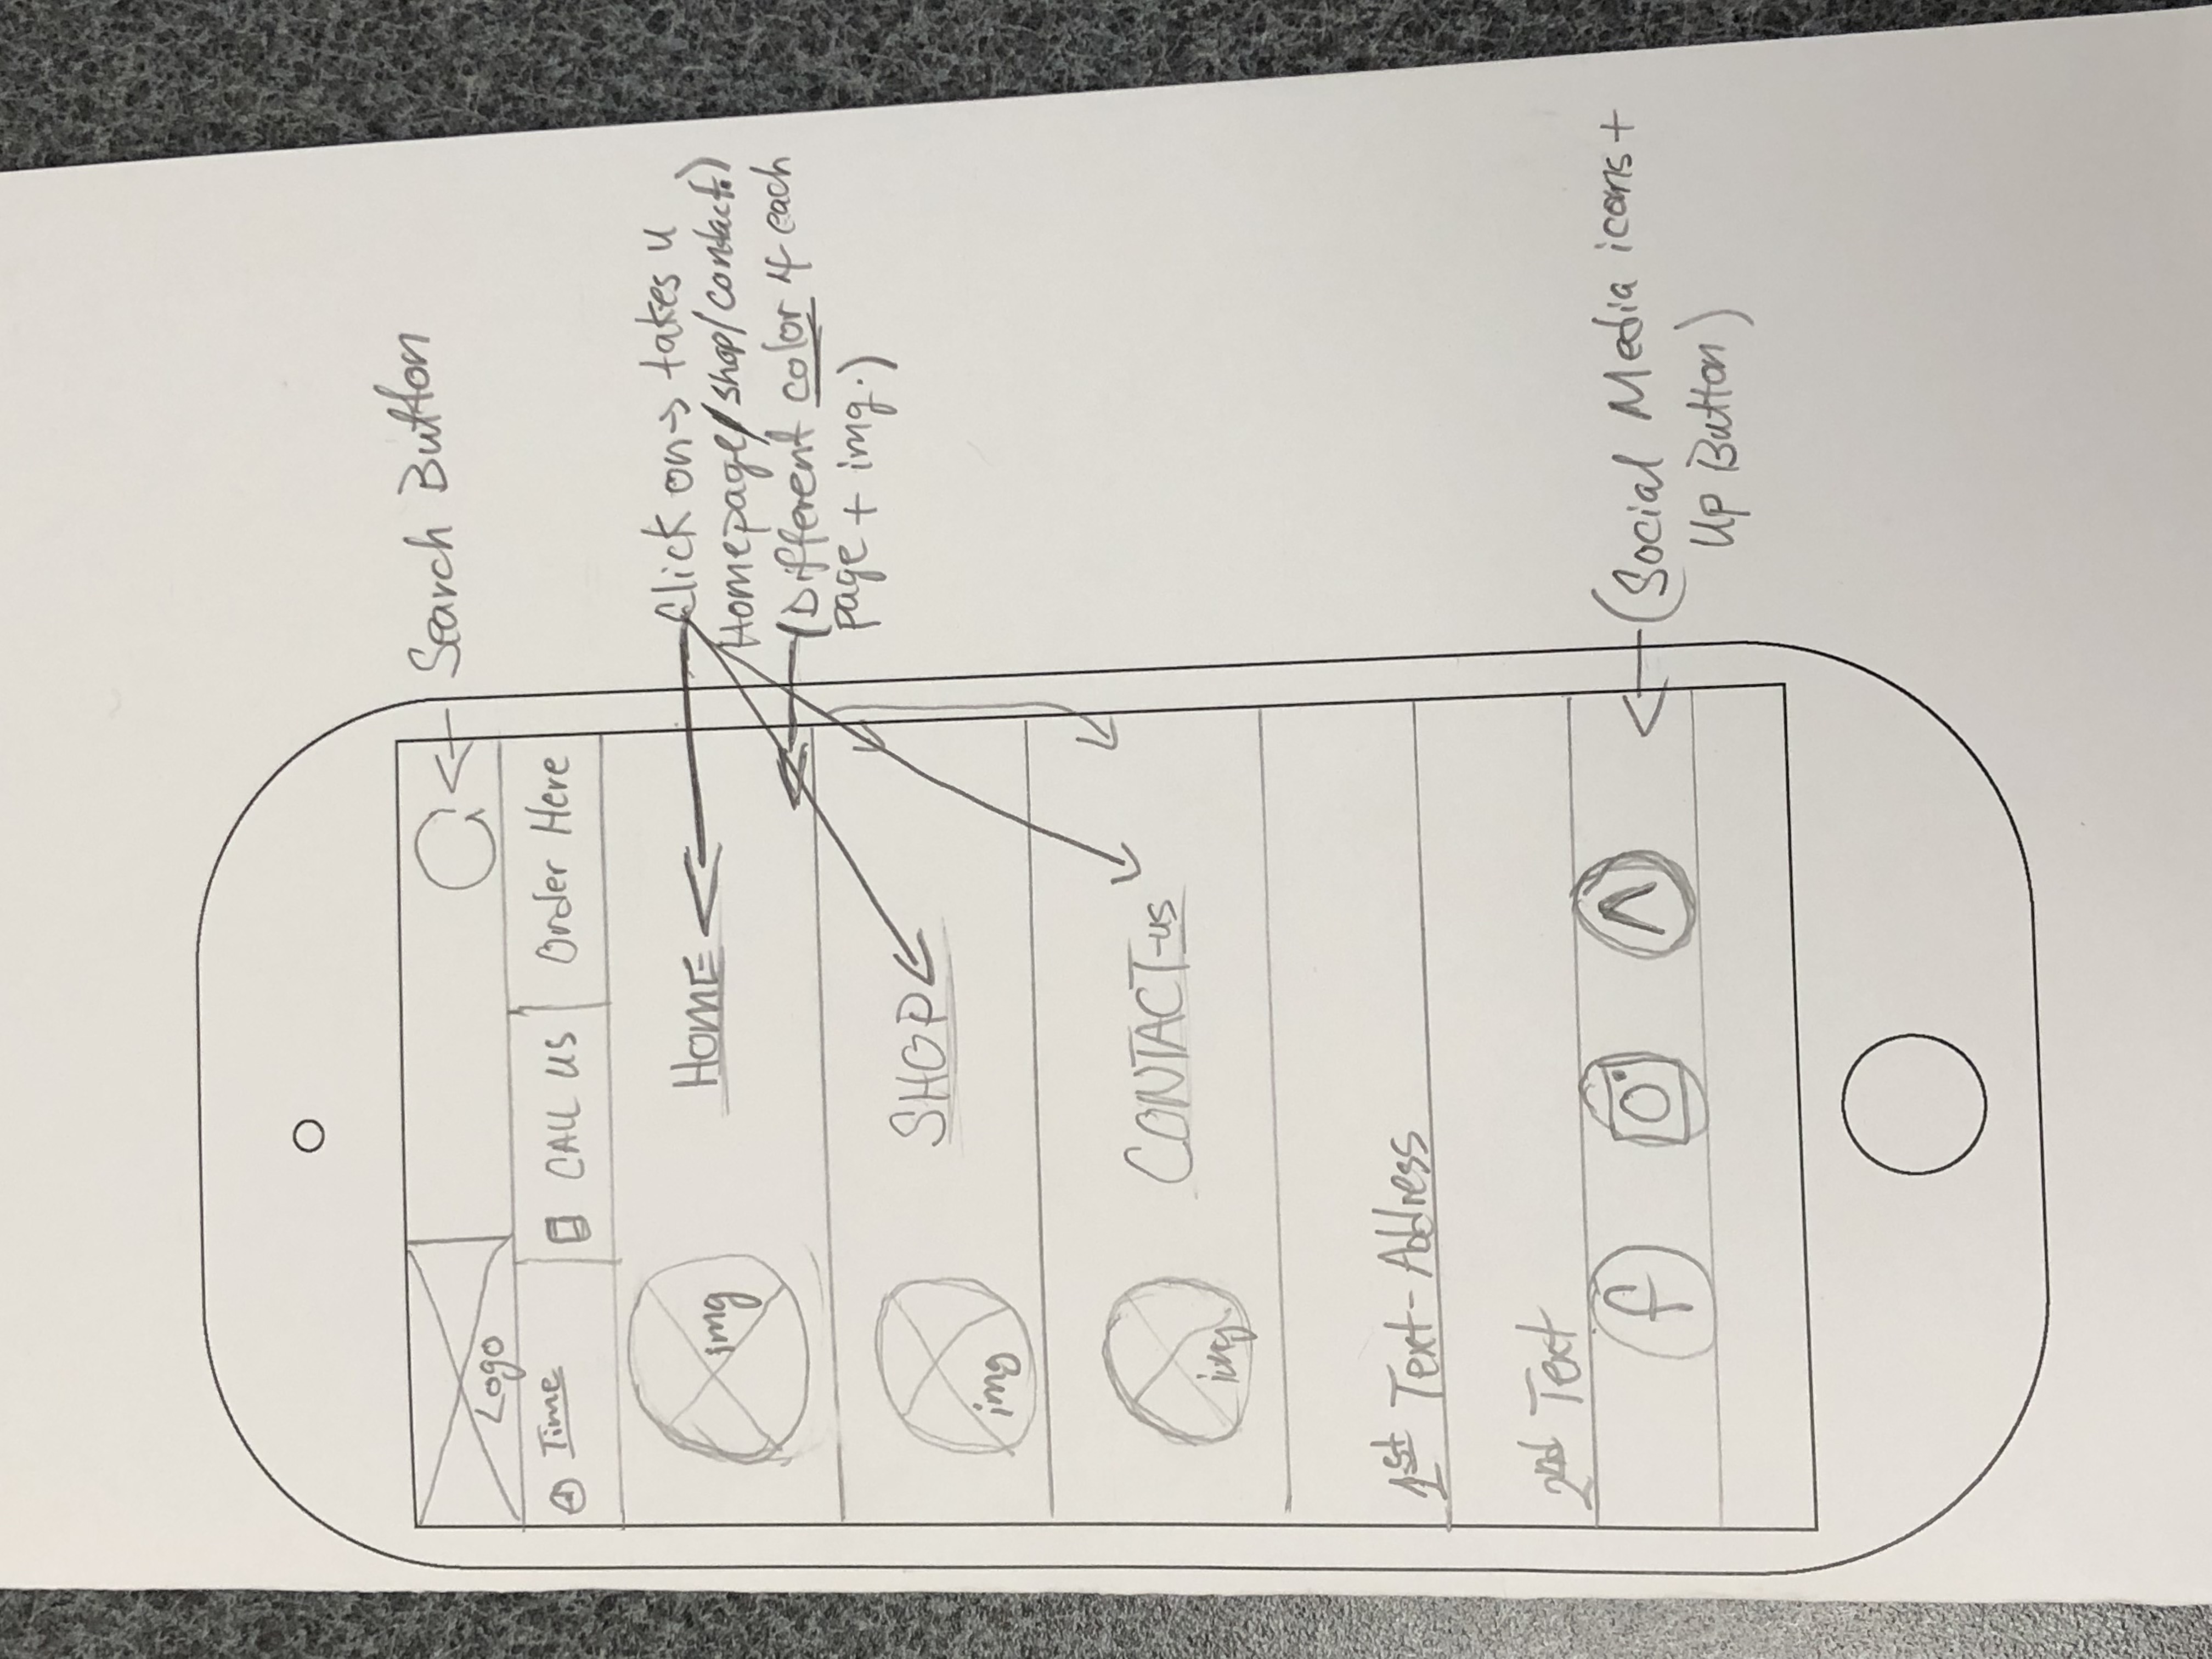 Search Button
Logo
Time
CALL US
Order Here
Click on → takes u
Homepage/shop/contact.)
(Different color 4 each
page + img.)
HOME
img
SHOP
img
CONTACT-us
img
1st Text-Address
2nd Text
f
(Social Media icons +
Up Button)